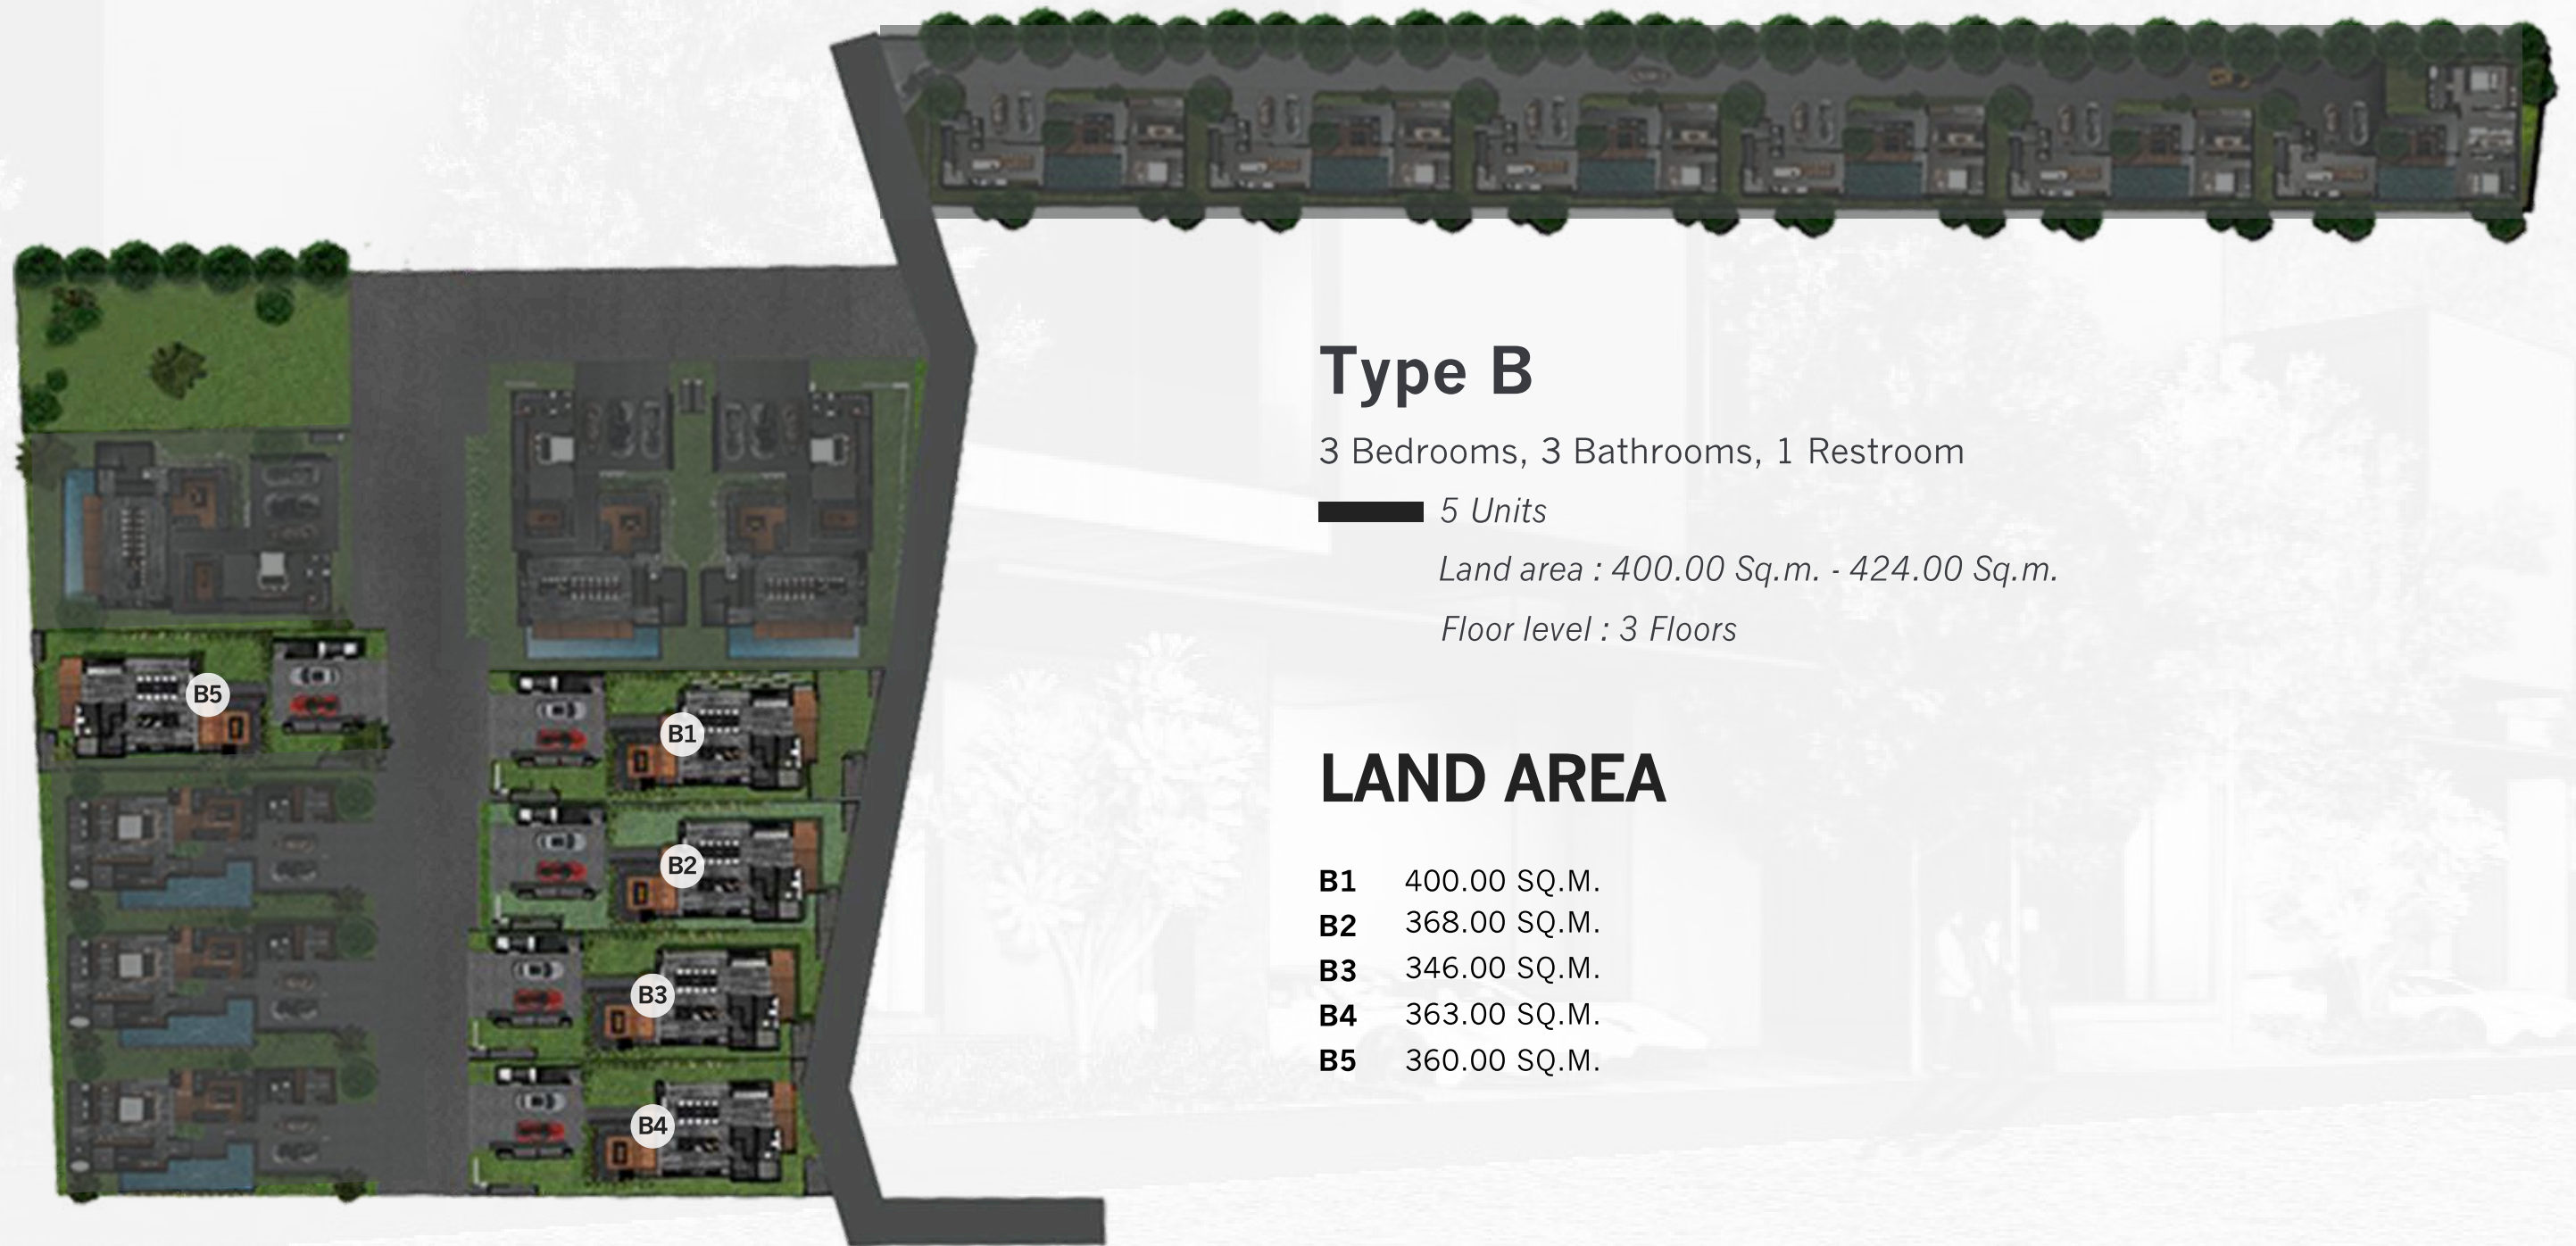 Type B
3 Bedrooms, 3 Bathrooms, 1 Restroom
5 Units
Land area : 400.00 Sq.m. - 424.00 Sq.m.
Floor level : 3 Floors
B5
B1
B2
B3
B4
LAND AREA
B1 400.00 SQ.M.
B2 368.00 SQ.M.
B3 346.00 SQ.M.
B4 363.00 SQ.M.
B5 360.00 SQ.M.